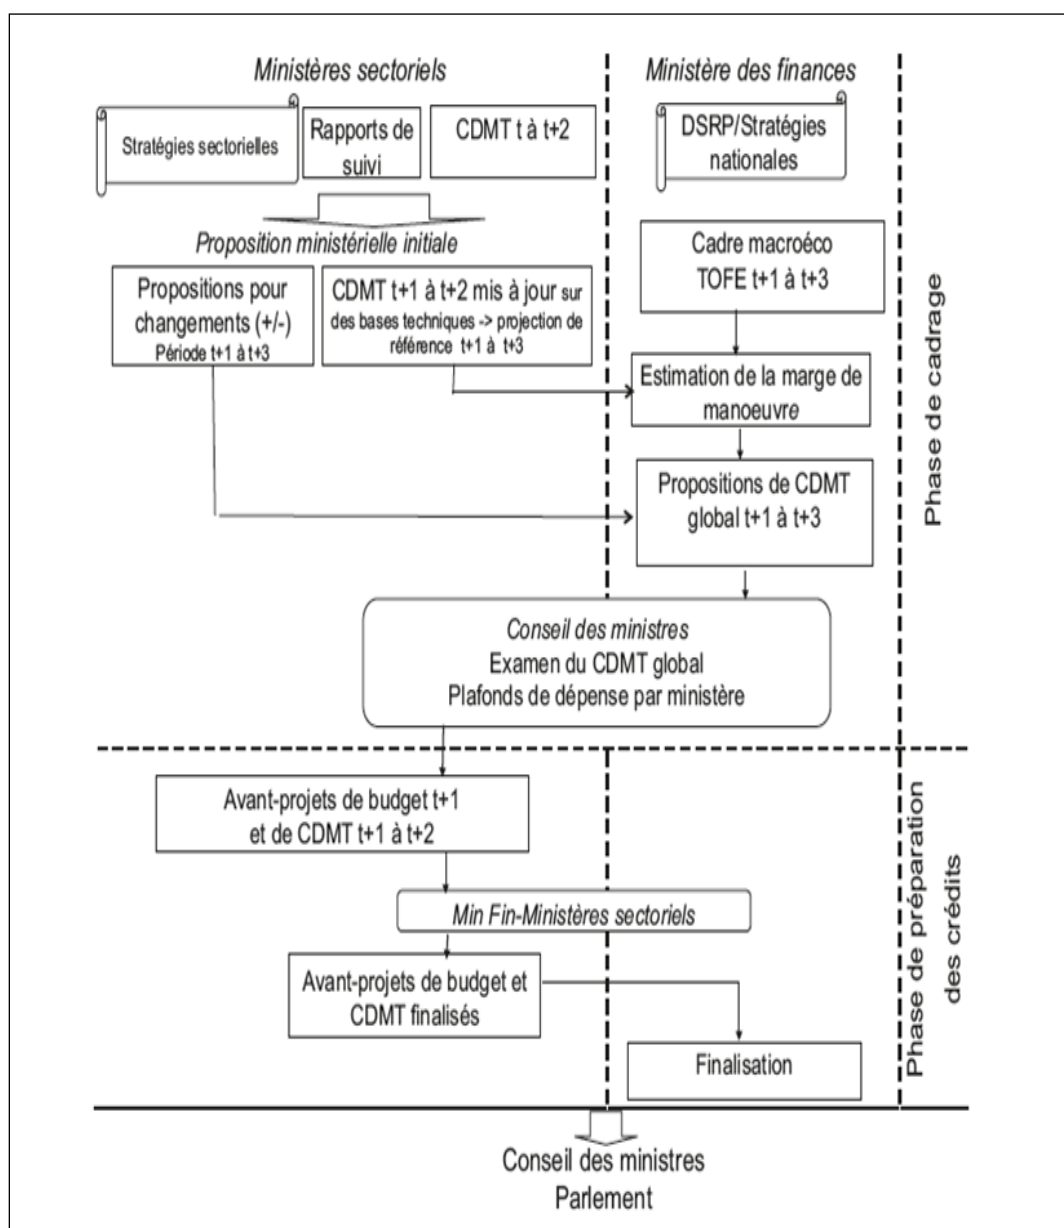 Ministères sectoriels
Ministère des finances
Stratégies sectorielles
Rapports de
suivi
CDMT t à t+2
DSRP/Stratégies
nationales
Proposition ministérielle initiale
Propositions pour
changements (+/-)
Période t+1 à t+3
CDMT t+1 à t+2 mis à jour sur
des bases techniques -> projection de
référence t+1 à t+3
Cadre macroéco
TOFE t+1 à t+3
Estimation de la marge de
manoeuvre
Propositions de CDMT
global t+1 à t+3
Phase de cadrage
Conseil des ministres
Examen du CDMT global
Plafonds de dépense par ministère
Avant-projets de budget t+1
et de CDMT t+1 à t+2
Min Fin-Ministères sectoriels
Avant-projets de budget et
CDMT finalisés
Finalisation
Phase de préparation
des crédits
Conseil des ministres
Parlement